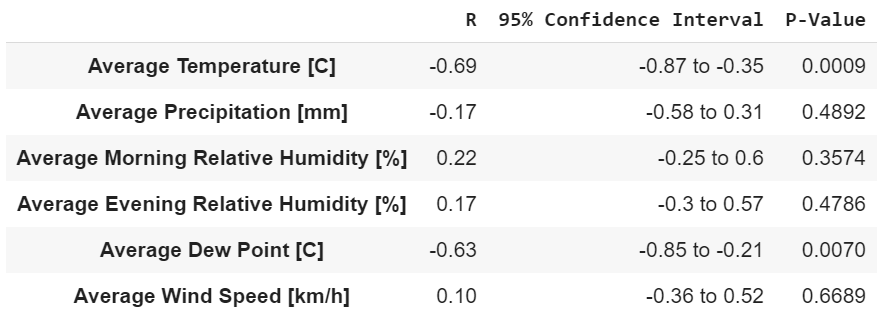 R 95% Confidence Interval P-Value
Average Temperature [C] -0.69 -0.87 to -0.35 0.0009
Average Precipitation [mm] -0.17 -0.58 to 0.31 0.4892
Average Morning Relative Humidity [%] 0.22 -0.25 to 0.6 0.3574
Average Evening Relative Humidity [%] 0.17 -0.3 to 0.57 0.4786
Average Dew Point [C] -0.63 -0.85 to -0.21 0.0070
Average Wind Speed [km/h] 0.10 -0.36 to 0.52 0.6689